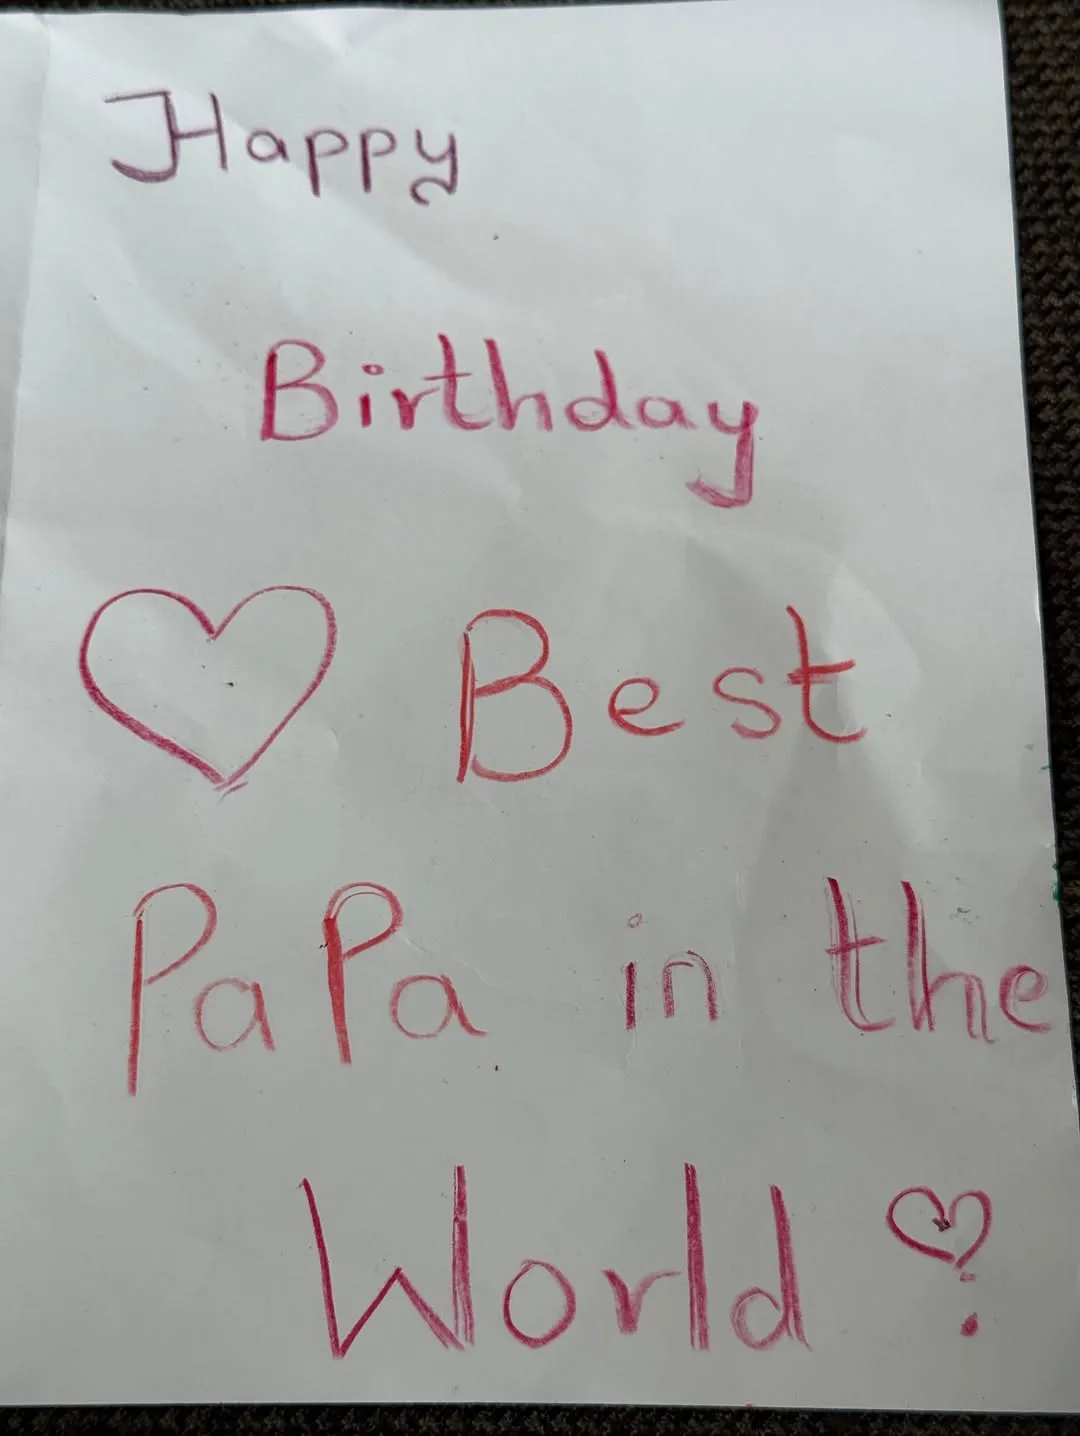 Happy
Birthday
Best
PaPa in the
World